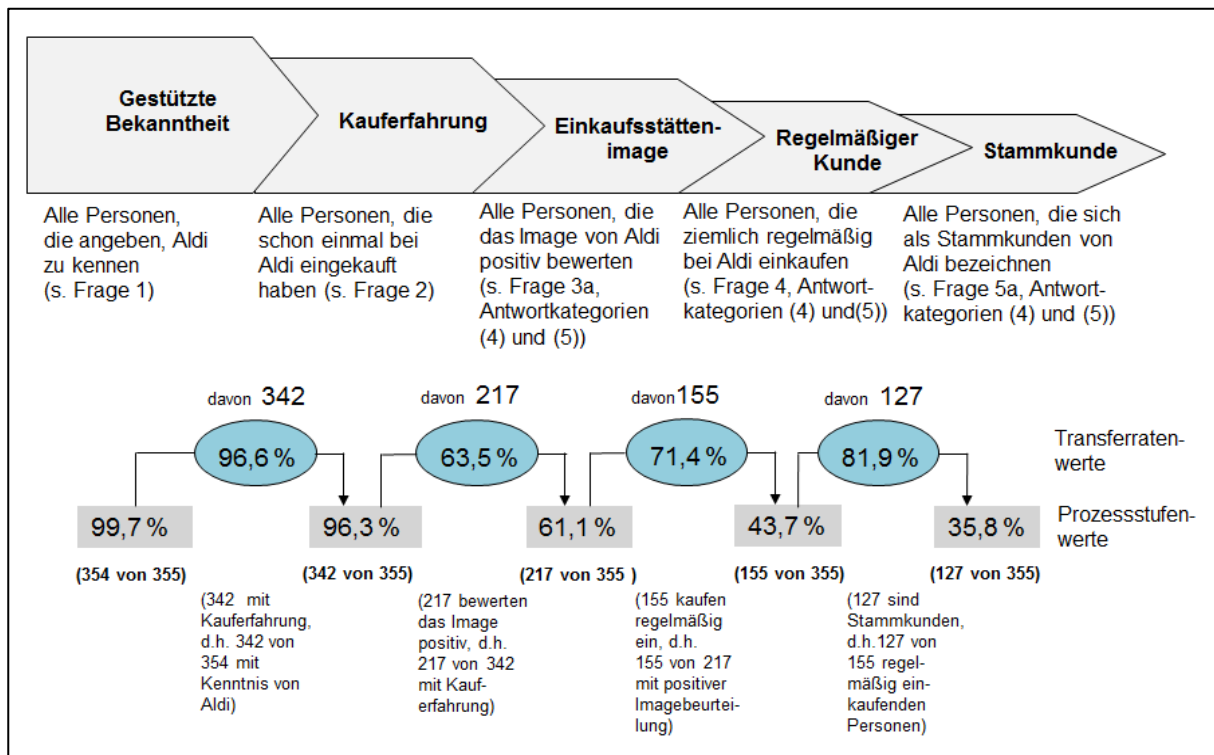 Gestützte
Bekanntheit
Kauferfahrung
Einkaufsstätten-
image
Regelmäßiger
Kunde
Stammkunde
Alle Personen,
die angeben, Aldi
zu kennen
(s. Frage 1)
Alle Personen, die
schon einmal bei
Aldi eingekauft
haben (s. Frage 2)
Alle Personen, die
das Image von Aldi
positiv bewerten
(s. Frage 3a,
Antwortkategorien
(4) und (5))
Alle Personen, die
ziemlich regelmäßig
bei Aldi einkaufen
(s. Frage 4, Antwort-
kategorien (4) und(5))
Alle Personen, die sich
als Stammkunden von
Aldi bezeichnen
(s. Frage 5a, Antwort-
kategorien (4) und (5))
davon 342
davon 217
davon 155
davon 127
96,6 %
63,5 %
71,4 %
81,9 %
Transferraten-
werte
99,7 %
96,3 %
61,1 %
43,7 %
35,8 %
Prozessstufen-
werte
(354 von 355)
(342 von 355)
(217 von 355 )
(155 von 355)
(127 von 355)
(342 mit
Kauferfahrung,
d.h. 342 von
354 mit
Kenntnis von
Aldi)
(217 bewerten
das Image
positiv, d.h.
217 von 342
mit Kauf-
erfahrung)
(155 kaufen
regelmäßig
ein, d.h.
155 von 217
mit positiver
Imagebeurtei-
lung)
(127 sind
Stammkunden,
d.h.127 von
155 regel-
mäßig ein-
kaufenden
Personen)